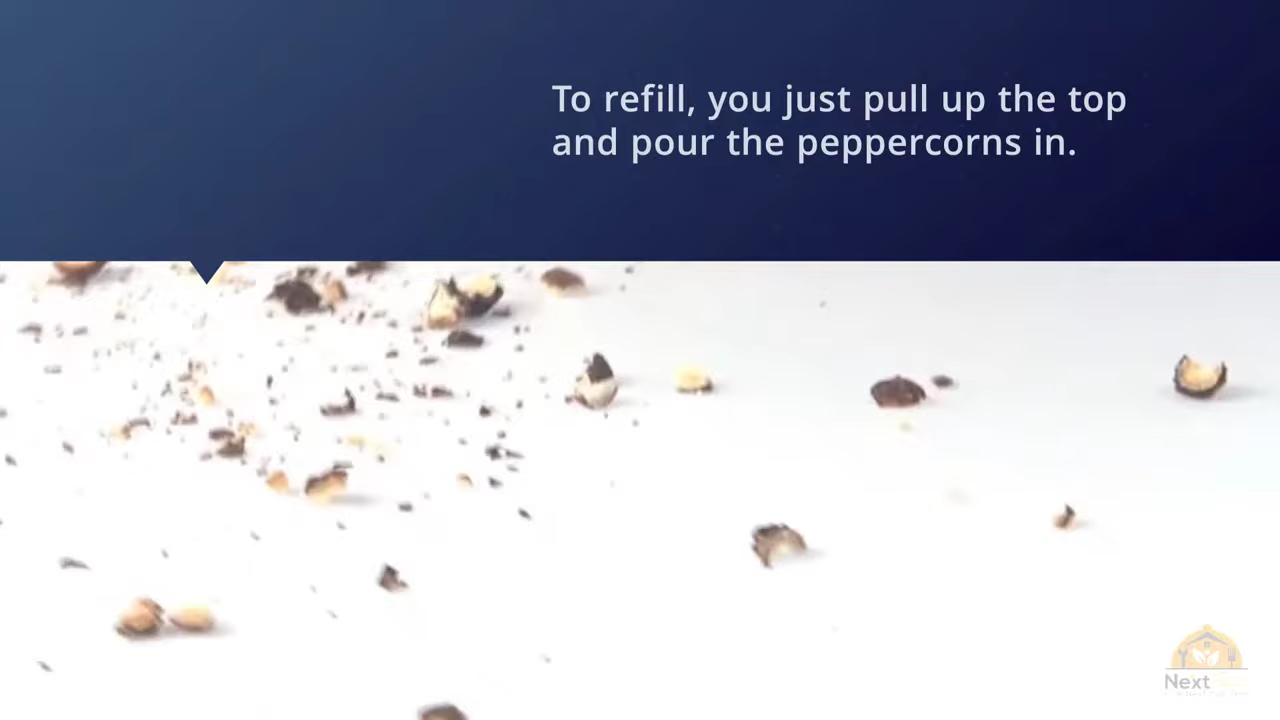 To refill, you just pull up the top
and pour the peppercorns in.
Next